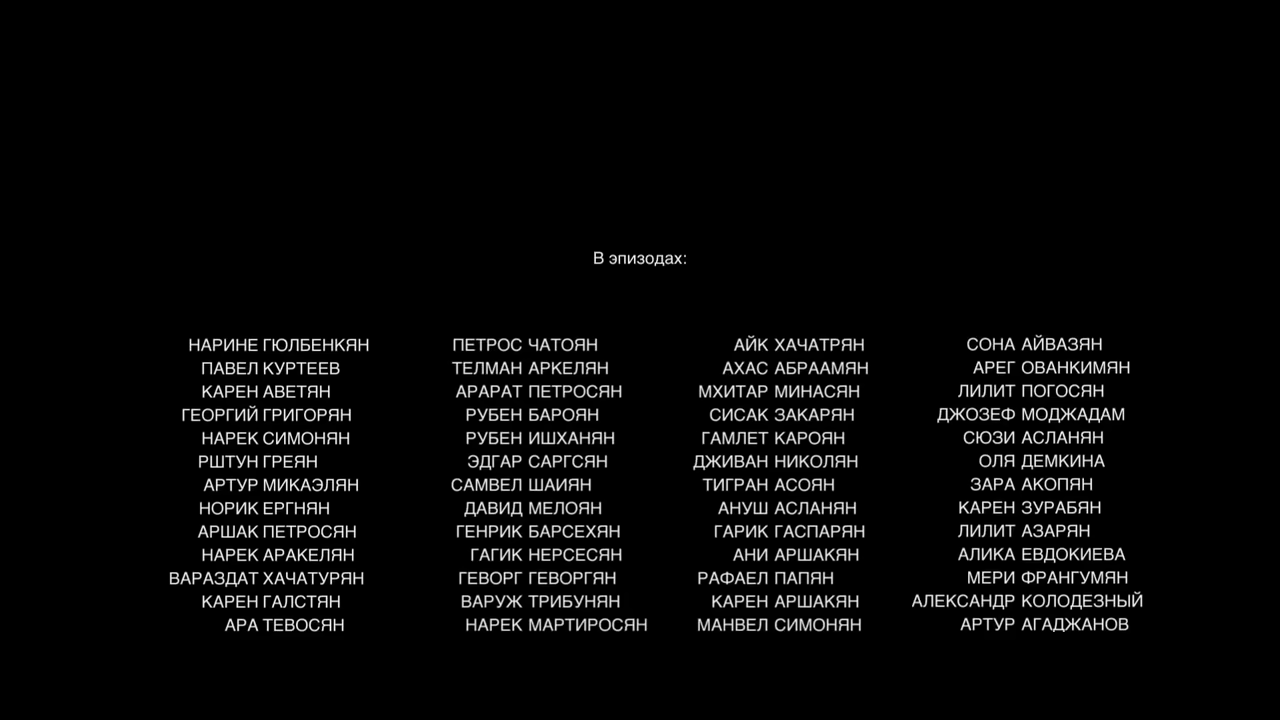 В эпизодах:
НАРИНЕ ГЮЛБЕНКЯН
ПАВЕЛ КУРТЕЕВ
КАРЕН АВЕТЯН
ГЕОРГИЙ ГРИГОРЯН
НАРЕК СИМОНЯН
РШТУН ГРЕЯН
АРТУР МИКАЭЛЯН
НОРИК ЕРГНЯН
АРШАК ПЕТРОСЯН
НАРЕК АРАКЕЛЯН
ВАРАЗДАТ ХАЧАТУРЯН
КАРЕН ГАЛСТЯН
АРА ТЕВОСЯН
ПЕТРОС ЧАТОЯН
ТЕЛМАН АРКЕЛЯН
АРАРАТ ПЕТРОСЯН
РУБЕН БАРОЯН
РУБЕН ИШХАНЯН
ЭДГАР САРГСЯН
САМВЕЛ ШАИЯН
ДАВИД МЕЛОЯН
ГЕНРИК БАРСЕХЯН
ГАГИК НЕРСЕСЯН
ГЕВОРГ ГЕВОРГЯН
ВАРУЖ ТРИБУНЯН
НАРЕК МАРТИРОСЯН
АЙК ХАЧАТРЯН
АХАС АБРААМЯН
МХИТАР МИНАСЯН
СИСАК ЗАКАРЯН
ГАМЛЕТ КАРОЯН
ДЖИВАН НИКОЛЯН
ТИГРАН АСОЯН
АНУШ АСЛАНЯН
ГАРИК ГАСПАРЯН
АНИ АРШАКЯН
РАФАЕЛ ПАПЯН
КАРЕН АРШАКЯН
МАНВЕЛ СИМОНЯН
СОНА АЙВАЗЯН
АРЕГ ОВАНКИМЯН
ЛИЛИТ ПОГОСЯН
ДЖОЗЕФ МОДЖАДАМ
СЮЗИ АСЛАНЯН
ОЛЯ ДЕМКИНА
ЗАРА АКОПЯН
КАРЕН ЗУРАБЯН
ЛИЛИТ АЗАРЯН
АЛИКА ЕВДОКИЕВА
МЕРИ ФРАНГУМЯН
АЛЕКСАНДР КОЛОДЕЗНЫЙ
АРТУР АГАДЖАНОВ